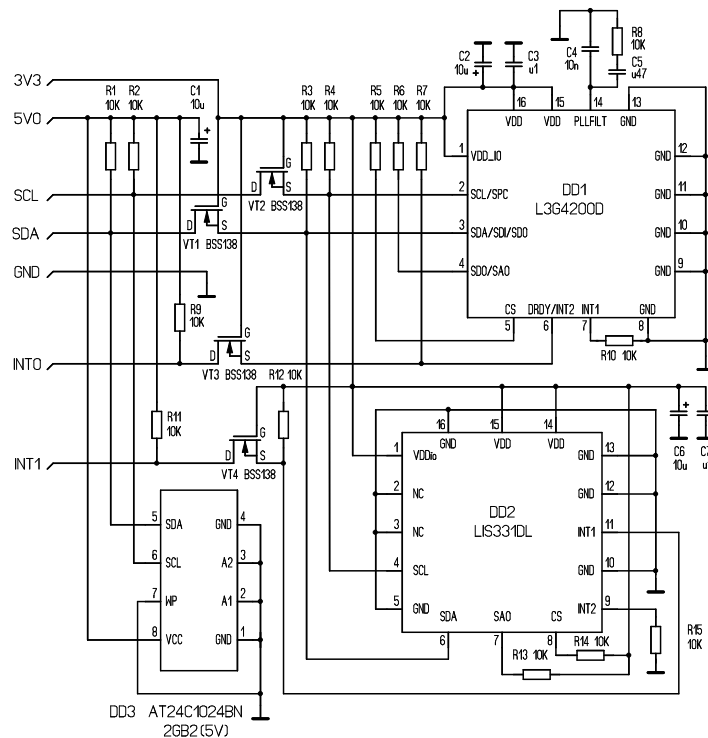 3V3
5V0
SCL
SDA
GND
INT0
INT1
R1 10K
R2 10K
C1 10u
+
R3 10K
R4 10K
R5 10K
R6 10K
R7 10K
C2 10u
+
C3 u1
C4 10n
R8 10K
C5 u47
D G S
VT2 BSS138
D G S
VT1 BSS138
R9 10K
D G S
VT3 BSS138
R12 10K
R11 10K
D G S
VT4 BSS138
16 VDD
15 VDD
14 PLLFILT
13 GND
1 VDD_IO
2 SCL/SPC
3 SDA/SDI/SDO
4 SDO/SAO
DD1
L3G4200D
GND 12
GND 11
GND 10
GND 9
CS 5
DRDY/INT2 6
INT1 7
GND 8
R10 10K
C6 10u
+
16 GND
15 VDD
14 VDD
1 VDDio
2 NC
3 NC
4 SCL
5 GND
DD2
LIS331DL
GND 13
GND 12
INT1 11
GND 10
INT2 9
SDA 6
SAO 7
CS 8
R14 10K
R13 10K
R15 10K
5 SDA
6 SCL
7 WP
8 VCC
GND 4
A2 3
A1 2
GND 1
DD3 AT24C1024BN
2GB2(5V)